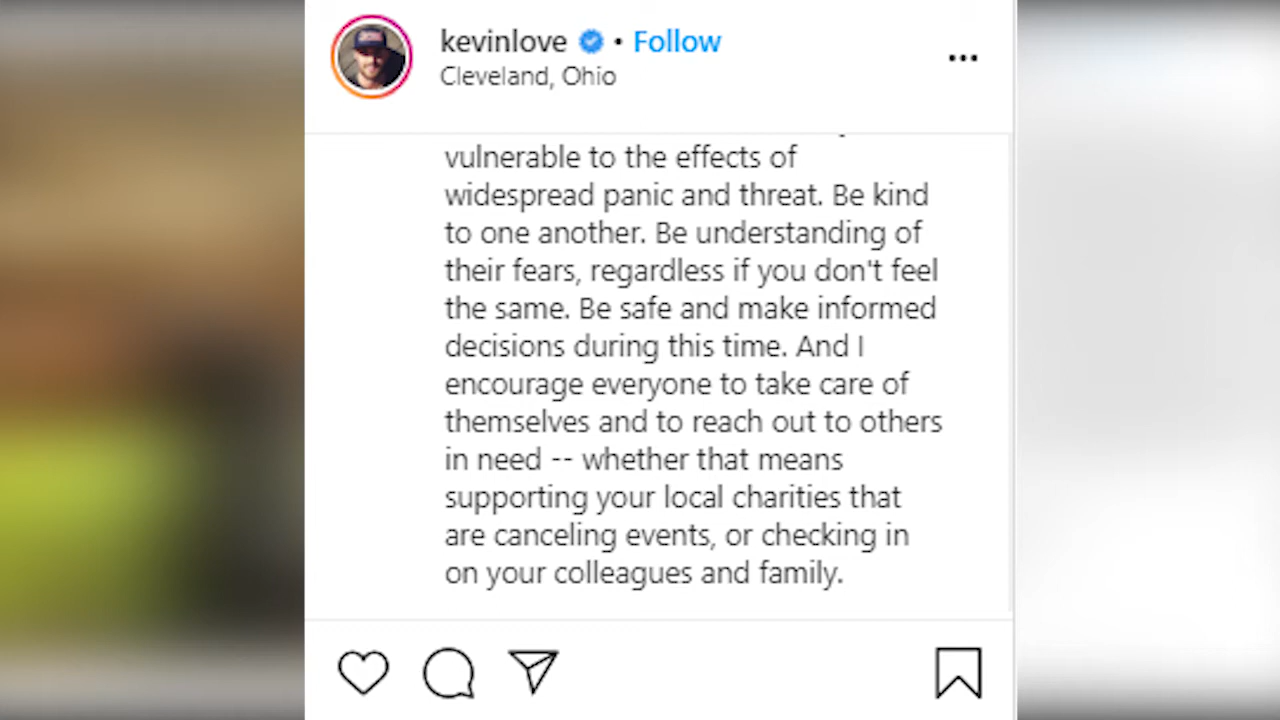 kevinlove • Follow
Cleveland, Ohio
vulnerable to the effects of
widespread panic and threat. Be kind
to one another. Be understanding of
their fears, regardless if you don't feel
the same. Be safe and make informed
decisions during this time. And I
encourage everyone to take care of
themselves and to reach out to others
in need -- whether that means
supporting your local charities that
are canceling events, or checking in
on your colleagues and family.